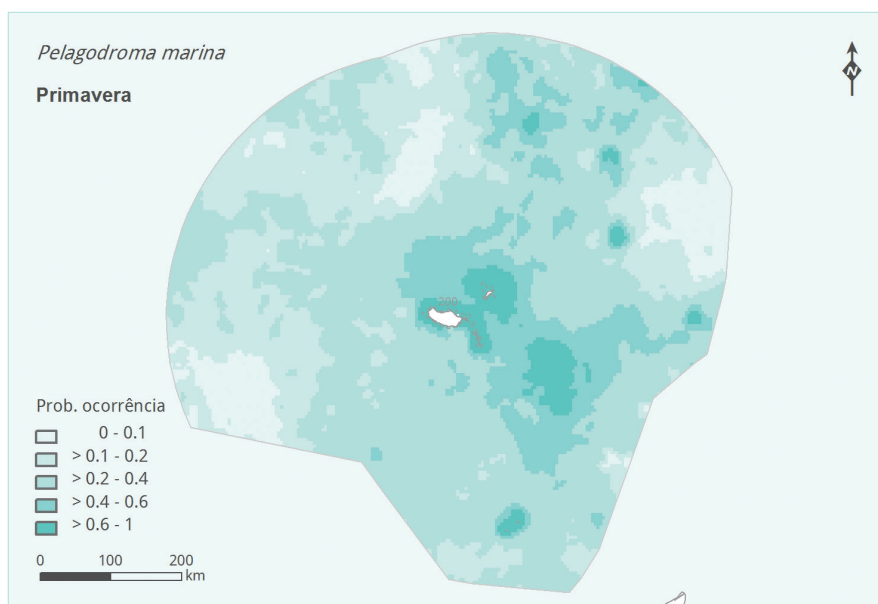 Pelagodroma marina
Primavera
N
200
Prob. ocorrência
0 - 0.1
> 0.1 - 0.2
> 0.2 - 0.4
> 0.4 - 0.6
> 0.6 - 1
0 100 200
km